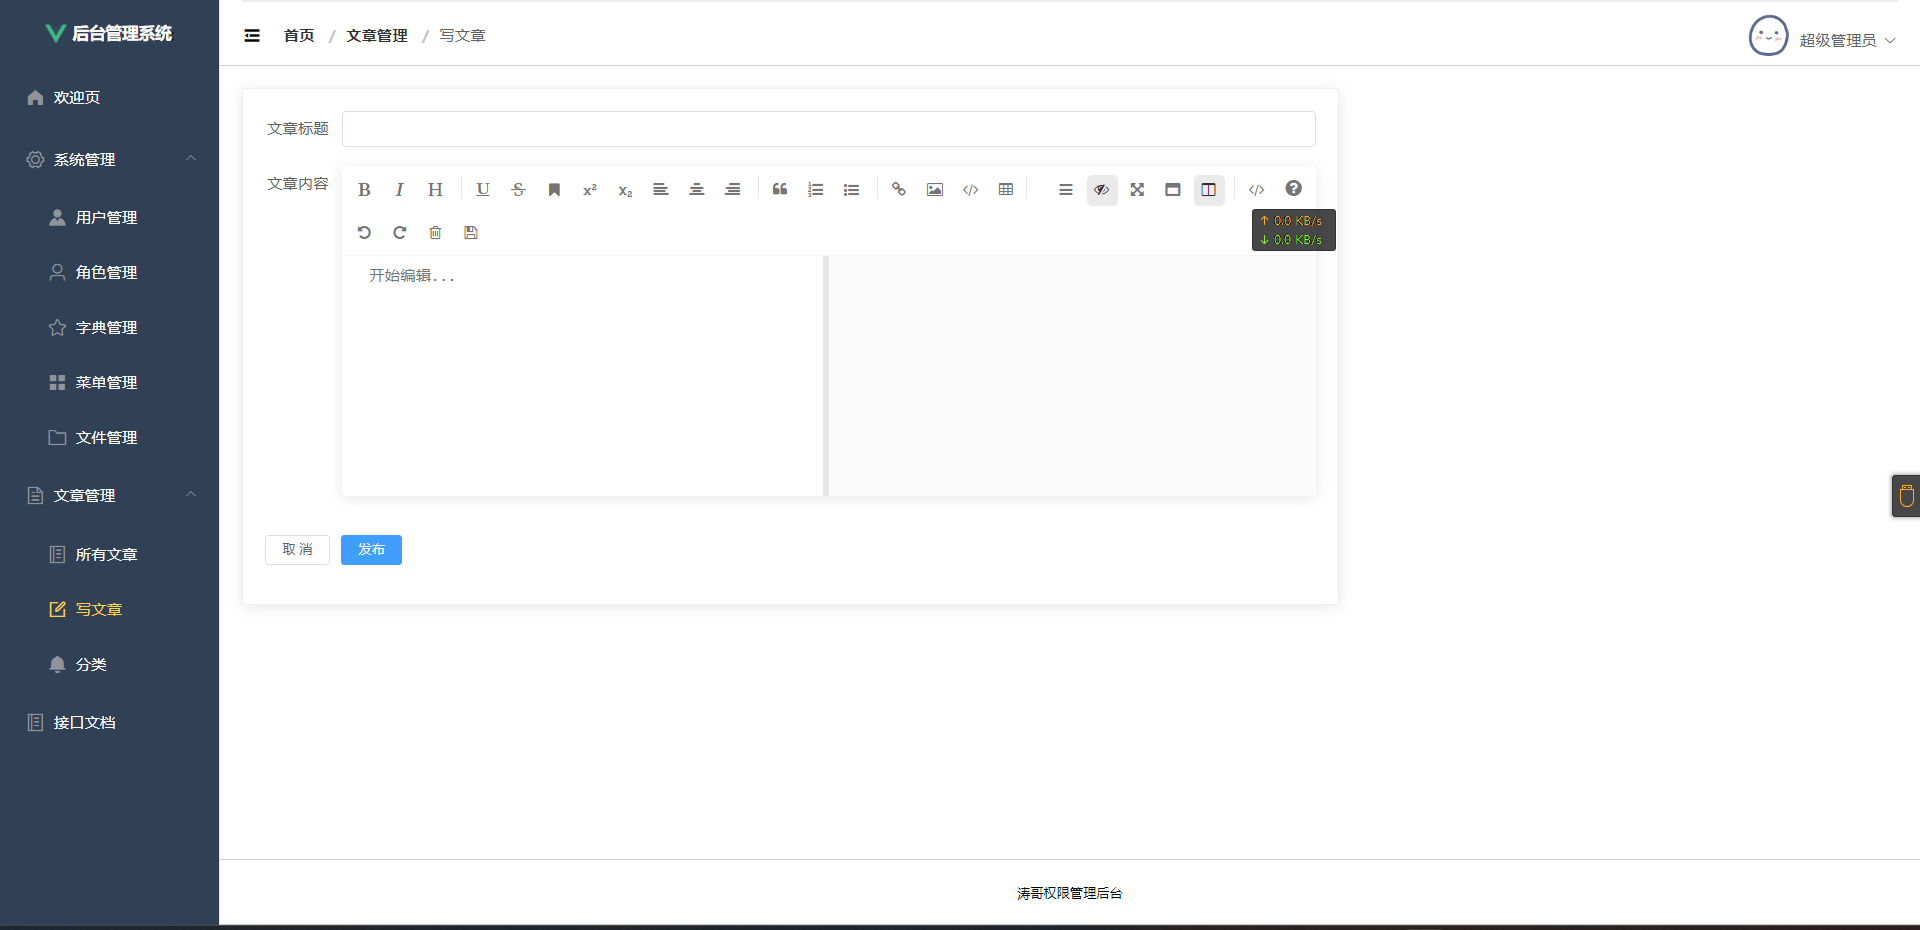 后台管理系统
首页 / 文章管理 / 写文章
超级管理员
欢迎页
系统管理
用户管理
角色管理
字典管理
菜单管理
文件管理
文章管理
所有文章
写文章
分类
接口文档
文章标题
文章内容
B I H U S x² x₂
↑ 0.0 KB/s
↓ 0.0 KB/s
开始编辑...
取 消 发布
涛哥权限管理后台